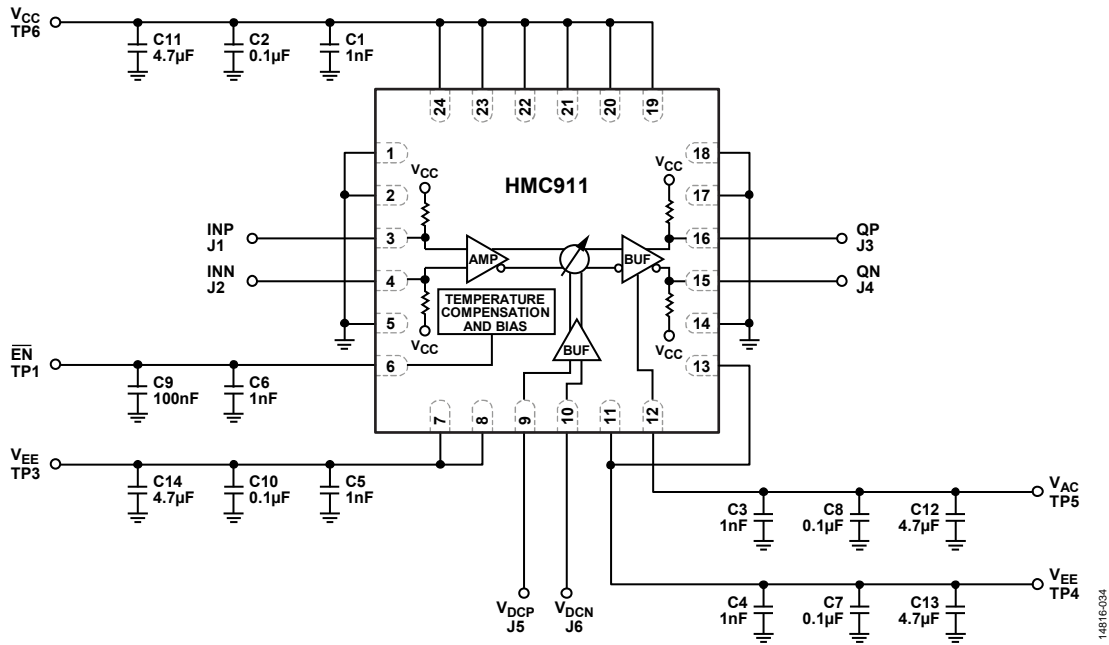 VCC
TP6
C11
4.7µF
C2
0.1µF
C1
1nF
24
23
22
21
20
19
1
2
3
4
5
6
18
17
16
15
14
13
HMC911
VCC
VCC
INP
J1
INN
J2
AMP
BUF
QP
J3
QN
J4
TEMPERATURE
COMPENSATION
AND BIAS
VCC
VCC
BUF
EN
TP1
C9
100nF
C6
1nF
7
8
9
10
11
12
VEE
TP3
C14
4.7µF
C10
0.1µF
C5
1nF
VAC
TP5
C3
1nF
C8
0.1µF
C12
4.7µF
VDCP
J5
VDCN
J6
VEE
TP4
C4
1nF
C7
0.1µF
C13
4.7µF
14816-034